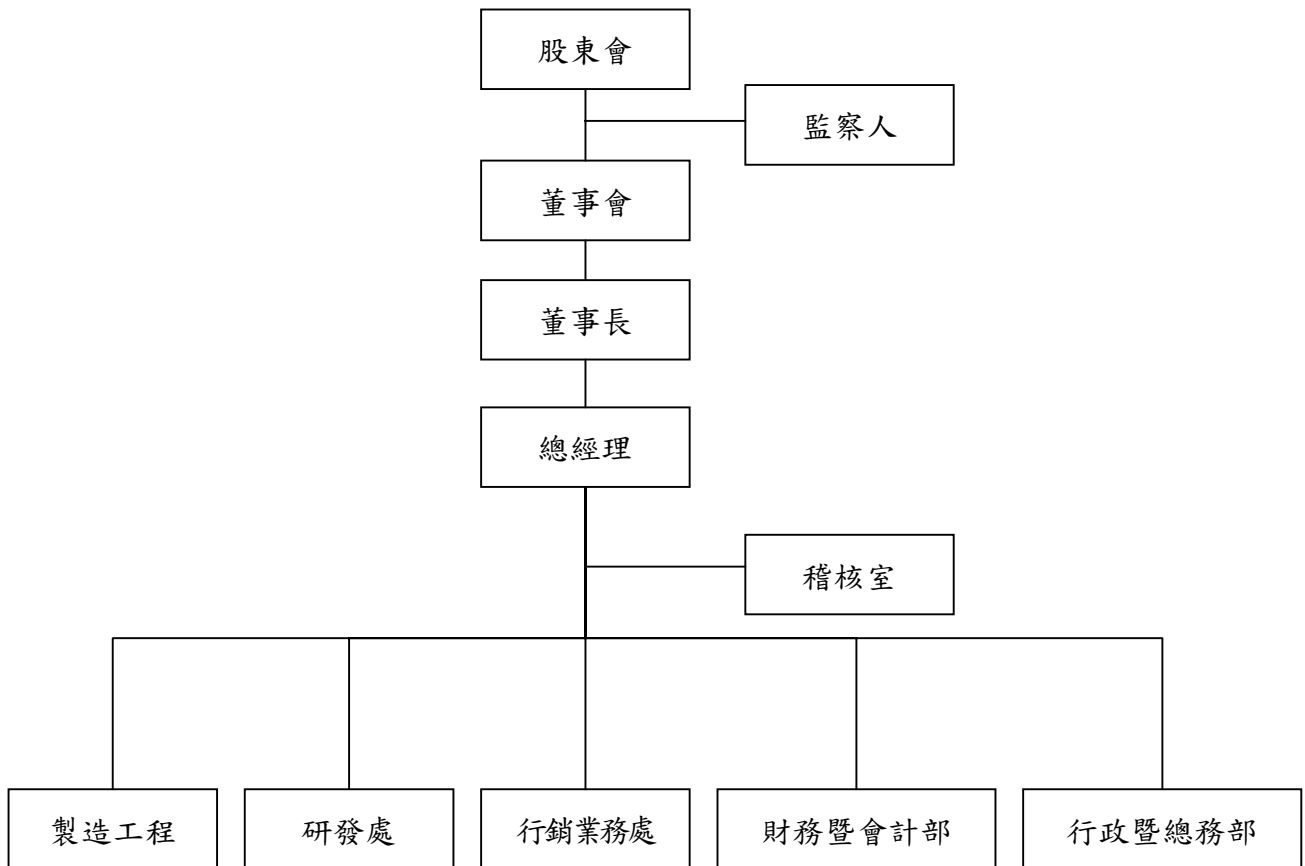 股東會
監察人
董事會
董事長
總經理
稽核室
製造工程
研發處
行銷業務處
財務暨會計部
行政暨總務部